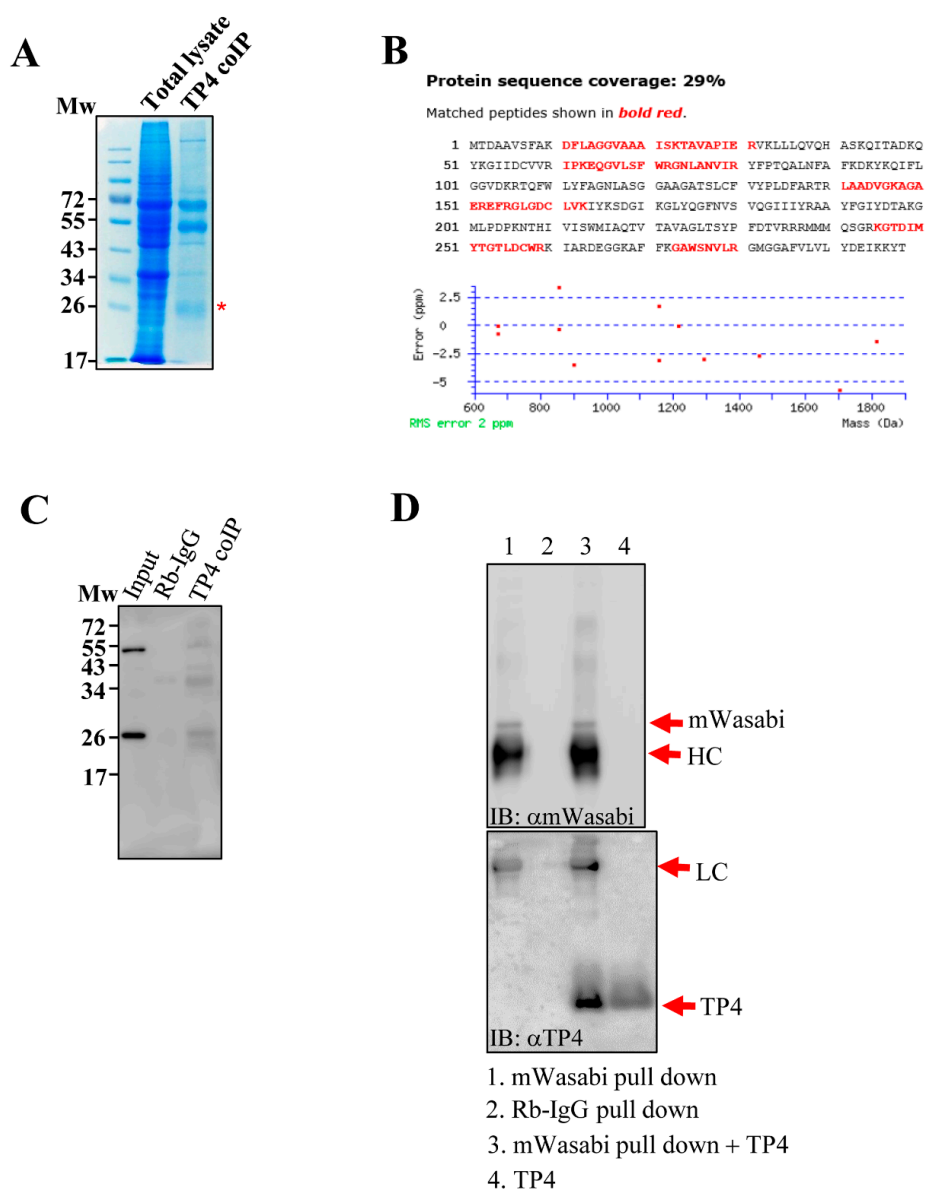 A
Mw
Total lysate
TP4 coIP
72
55
43
34
26
17
*
B
Protein sequence coverage: 29%
Matched peptides shown in bold red.
1 MTDAAVSFAK DFLAGGVAAA ISKTAVAPIE RVKLLLQVQH ASKQITADKQ
51 YKGIIDCVVR IPKEQGVLSF WRGNLANVIR YFPTQALNFA FKDKYKQIFL
101 GGVDKRTQFW LYFAGNLASG GAAGATSLCF VYPLDFARTR LAADVGKAGA
151 EREFRGLGDC LVKIYKSDGI KGLYQGFNVS VQGIIIYRAA YFGIYDTAKG
201 MLPDPKNTHI VISWMIAQTV TAVAGLTSYP FDTVRRRMMM QSGRKGTDIM
251 YTGTLDCWRK IARDEGGKAF FKGAWSNVLR GMGGAFVLVL YDEIKKYT
Error (ppm)
2.5
0
-2.5
-5
600 800 1000 1200 1400 1600 1800
RMS error 2 ppm
Mass (Da)
C
Mw
Input
Rb-IgG
TP4 coIP
72
55
43
34
26
17
D
1 2 3 4
mWasabi
HC
IB: αmWasabi
LC
TP4
IB: αTP4
1. mWasabi pull down
2. Rb-IgG pull down
3. mWasabi pull down + TP4
4. TP4